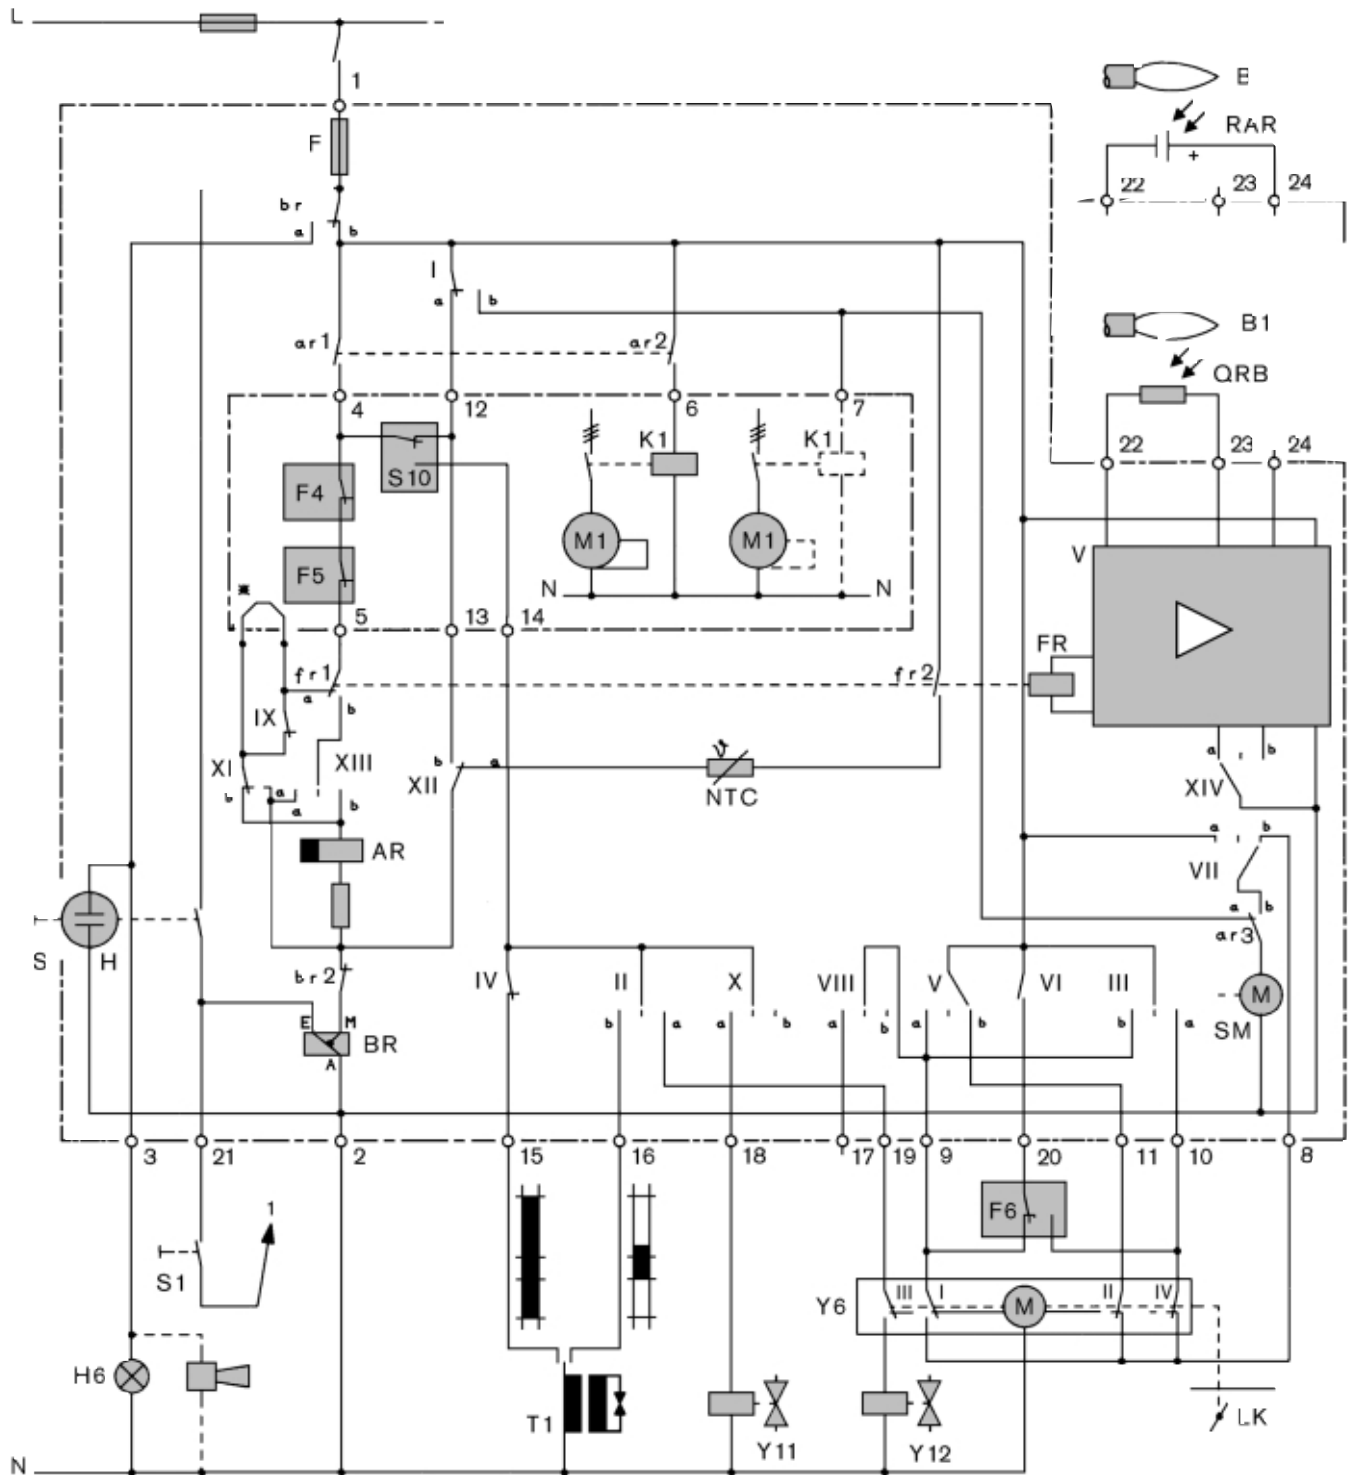 L
1
E
F
RAR
+
22 23 24
br
a b
I
a b
B1
ar1 ar2
QRB
4 12 6 7
22 23 24
K1 K1
S10
F4
M1 M1
V
F5
N N
5 13 14
FR
fr1 fr2
a
b
IX
a b
XI XIII b a
XII XIV
b a
a b
NTC
a b
VII
AR
a b
ar3
S H br2 IV II X VIII V VI III M
E M b a a b a b a b b a SM
BR
A
3 21 2 15 16 18 17 19 9 20 11 10 8
1
F6
S1
III I II IV
Y6 M
H6
T1 LK
Y11 Y12
N